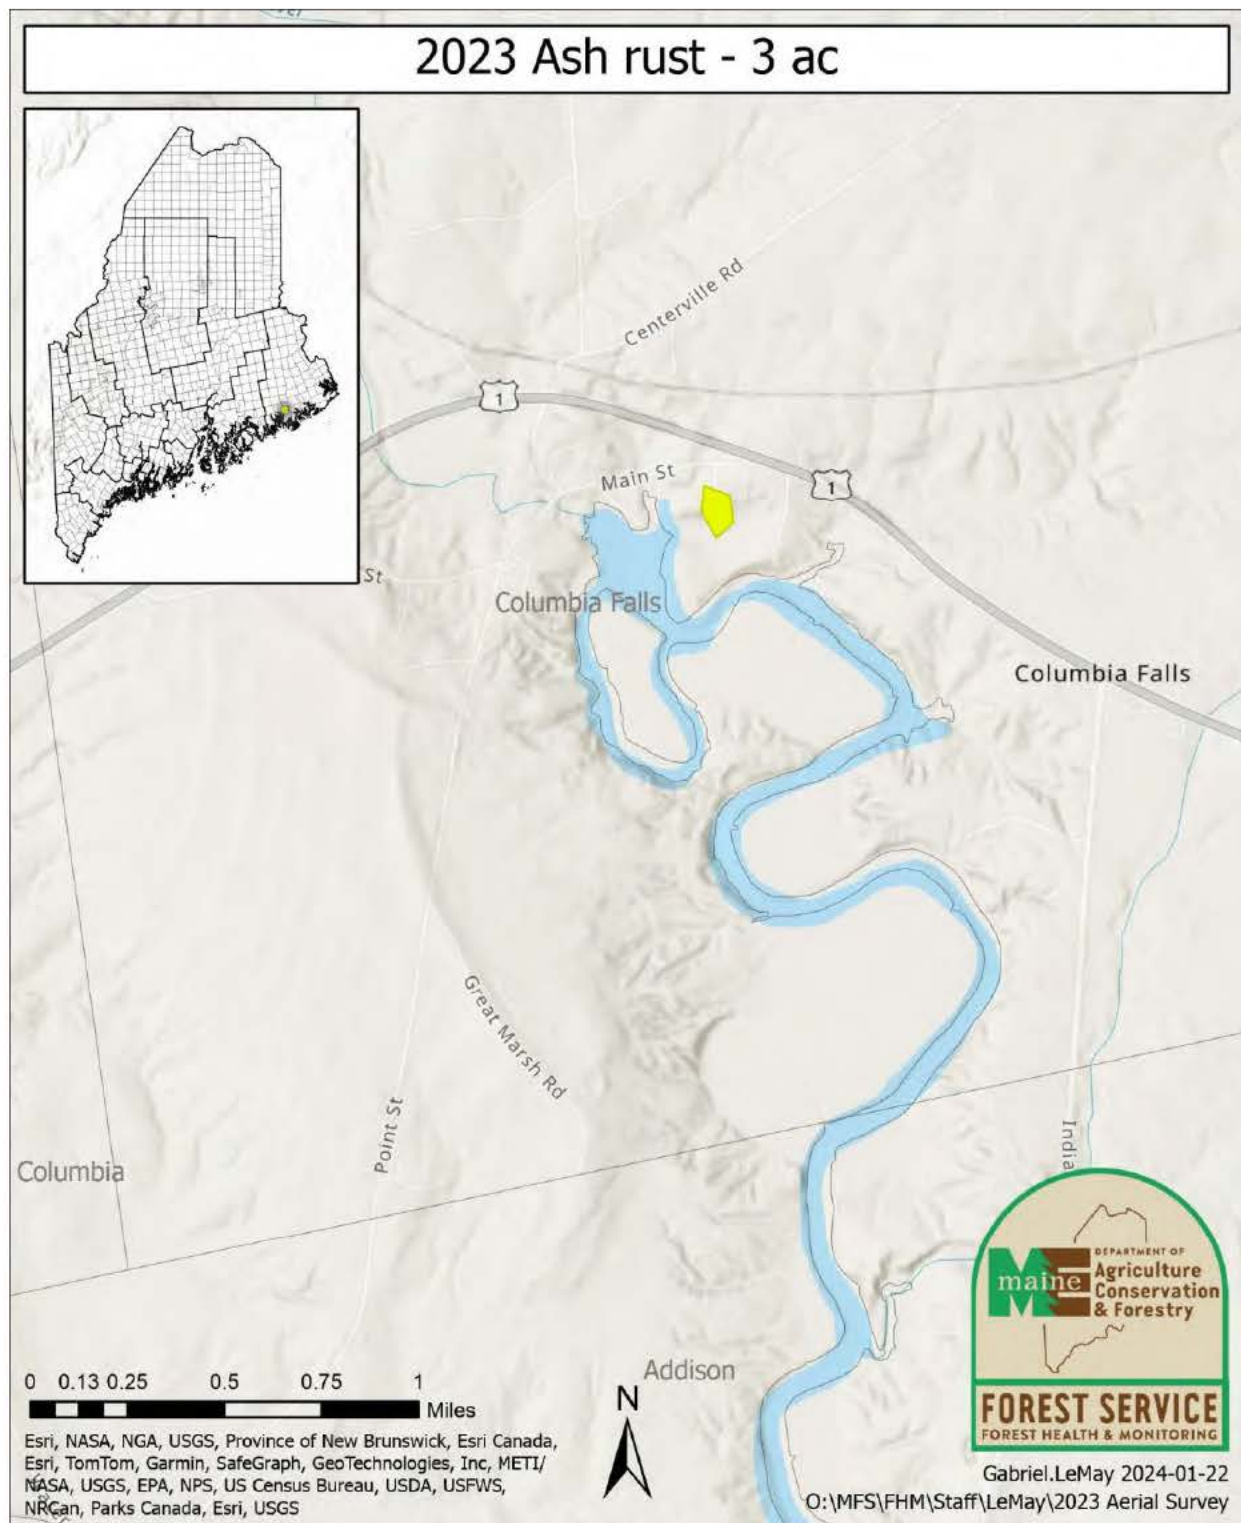 2023 Ash rust - 3 ac
Centerville Rd
1
Main St
1
St
Columbia Falls
Columbia Falls
Great Marsh Rd
Point St
Columbia
India
Addison
0 0.13 0.25 0.5 0.75 1
Miles
N
Esri, NASA, NGA, USGS, Province of New Brunswick, Esri Canada,
Esri, TomTom, Garmin, SafeGraph, GeoTechnologies, Inc, METI/
NASA, USGS, EPA, NPS, US Census Bureau, USDA, USFWS,
NRCan, Parks Canada, Esri, USGS
maine
DEPARTMENT OF
Agriculture
Conservation
& Forestry
FOREST SERVICE
FOREST HEALTH & MONITORING
Gabriel.LeMay 2024-01-22
O:\MFS\FHM\Staff\LeMay\2023 Aerial Survey